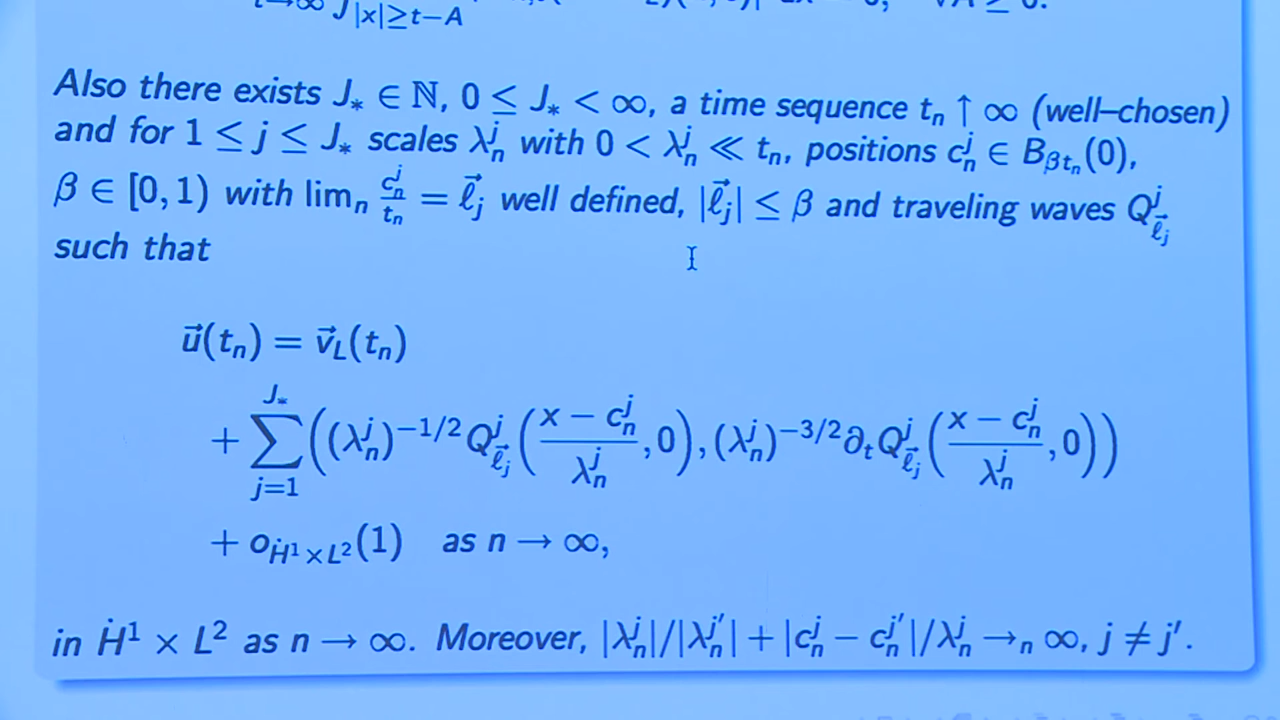 t→∞ ∫|x|≥t−A
Also there exists J_* ∈ ℕ, 0 ≤ J_* < ∞, a time sequence t_n ↑ ∞ (well–chosen)
and for 1 ≤ j ≤ J_* scales λ_n^j with 0 < λ_n^j ≪ t_n, positions c_n^j ∈ B_{βt_n}(0),
β ∈ [0, 1) with lim_n c_n^j/t_n = ℓ⃗_j well defined, |ℓ⃗_j| ≤ β and traveling waves Q^j_{ℓ⃗_j}
such that
u⃗(t_n) = v⃗_L(t_n)
+ ∑_{j=1}^{J_*} ((λ_n^j)^{−1/2} Q^j_{ℓ⃗_j} ((x − c_n^j)/λ_n^j, 0), (λ_n^j)^{−3/2} ∂_t Q^j_{ℓ⃗_j} ((x − c_n^j)/λ_n^j, 0))
+ o_{Ḣ¹×L²}(1) as n → ∞,
in Ḣ¹ × L² as n → ∞. Moreover, |λ_n^j|/|λ_n^{j′}| + |c_n^j − c_n^{j′}|/λ_n^j →_n ∞, j ≠ j′.